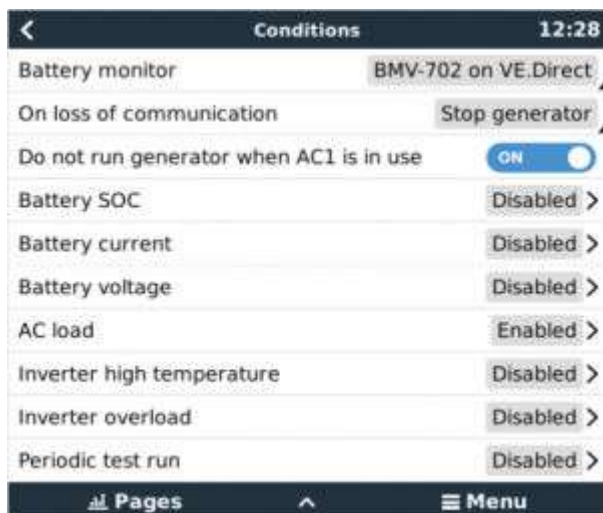 Conditions 12:28
Battery monitor BMV-702 on VE.Direct
On loss of communication Stop generator
Do not run generator when AC1 is in use ON
Battery SOC Disabled
Battery current Disabled
Battery voltage Disabled
AC load Enabled
Inverter high temperature Disabled
Inverter overload Disabled
Periodic test run Disabled
Pages Menu